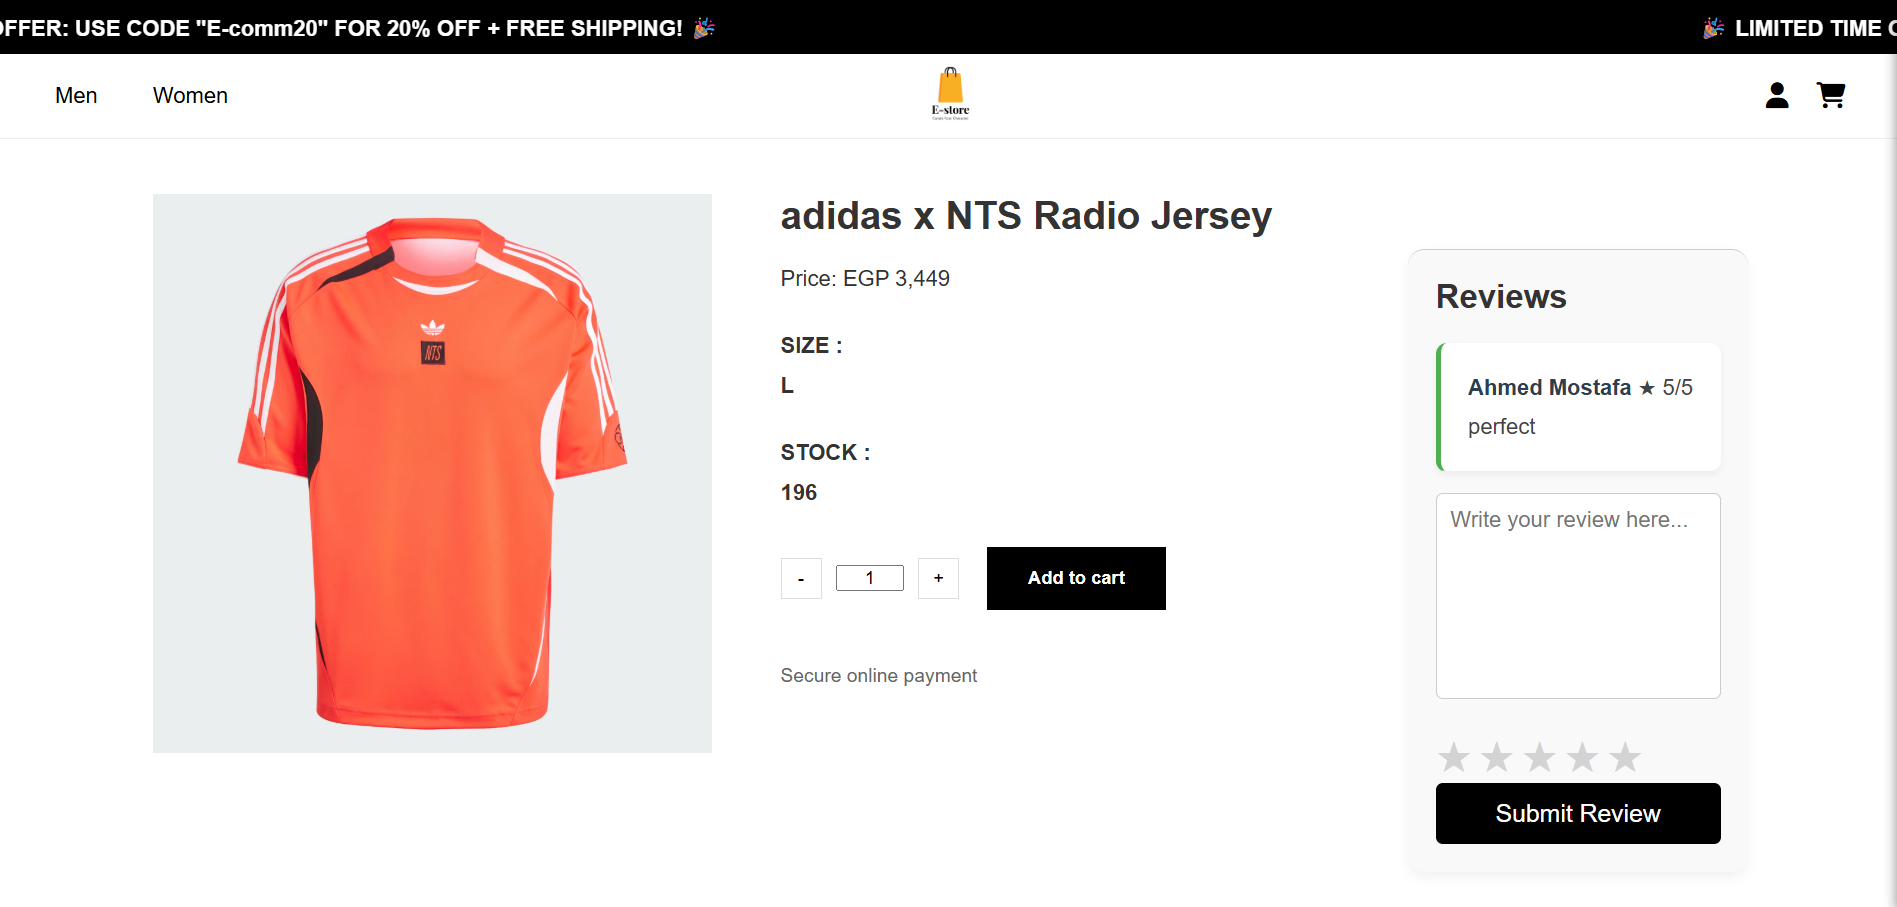 OFFER: USE CODE "E-comm20" FOR 20% OFF + FREE SHIPPING! 🎉
🎉 LIMITED TIME
Men
Women
E-store
SIZE :
adidas x NTS Radio Jersey
Price: EGP 3,449
L
STOCK :
196
-
1
+
Add to cart
Secure online payment
NTS
Reviews
Ahmed Mostafa ★ 5/5
perfect
Write your review here...
★ ★ ★ ★ ★
Submit Review